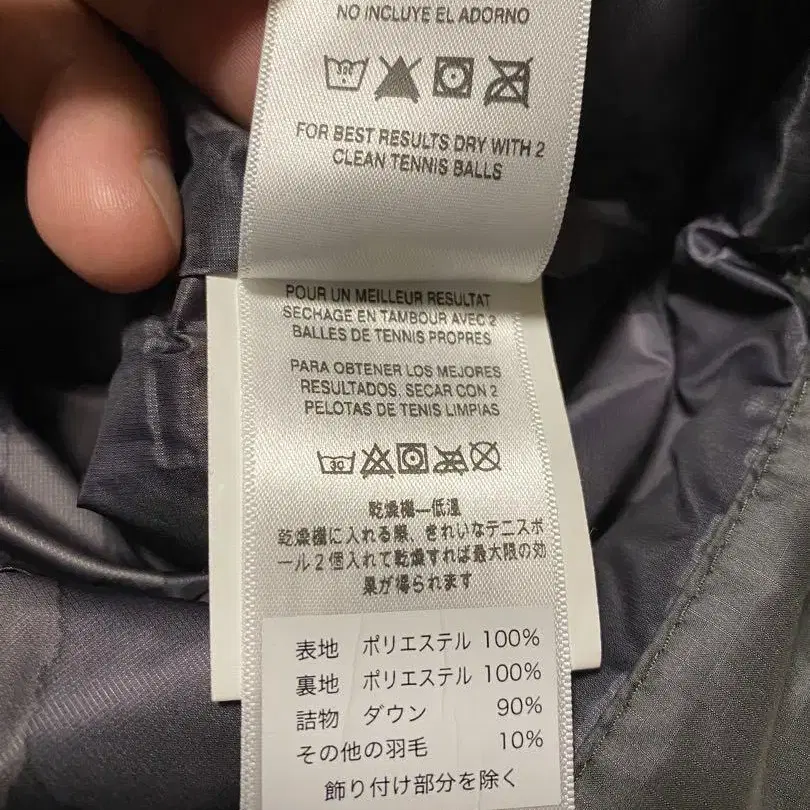 NO INCLUYE EL ADORNO
30C
FOR BEST RESULTS DRY WITH 2
CLEAN TENNIS BALLS
POUR UN MEILLEUR RESULTAT
SECHAGE EN TAMBOUR AVEC 2
BALLES DE TENNIS PROPRES
PARA OBTENER LOS MEJORES
RESULTADOS, SECAR CON 2
PELOTAS DE TENIS LIMPIAS
30
乾燥機—低温
乾燥機に入れる際、きれいなテニスボ
ール2個入れて乾燥すれば最大限の効
果が得られます
表地 ポリエステル 100%
裏地 ポリエステル 100%
詰物 ダウン 90%
その他の羽毛 10%
飾り付け部分を除く